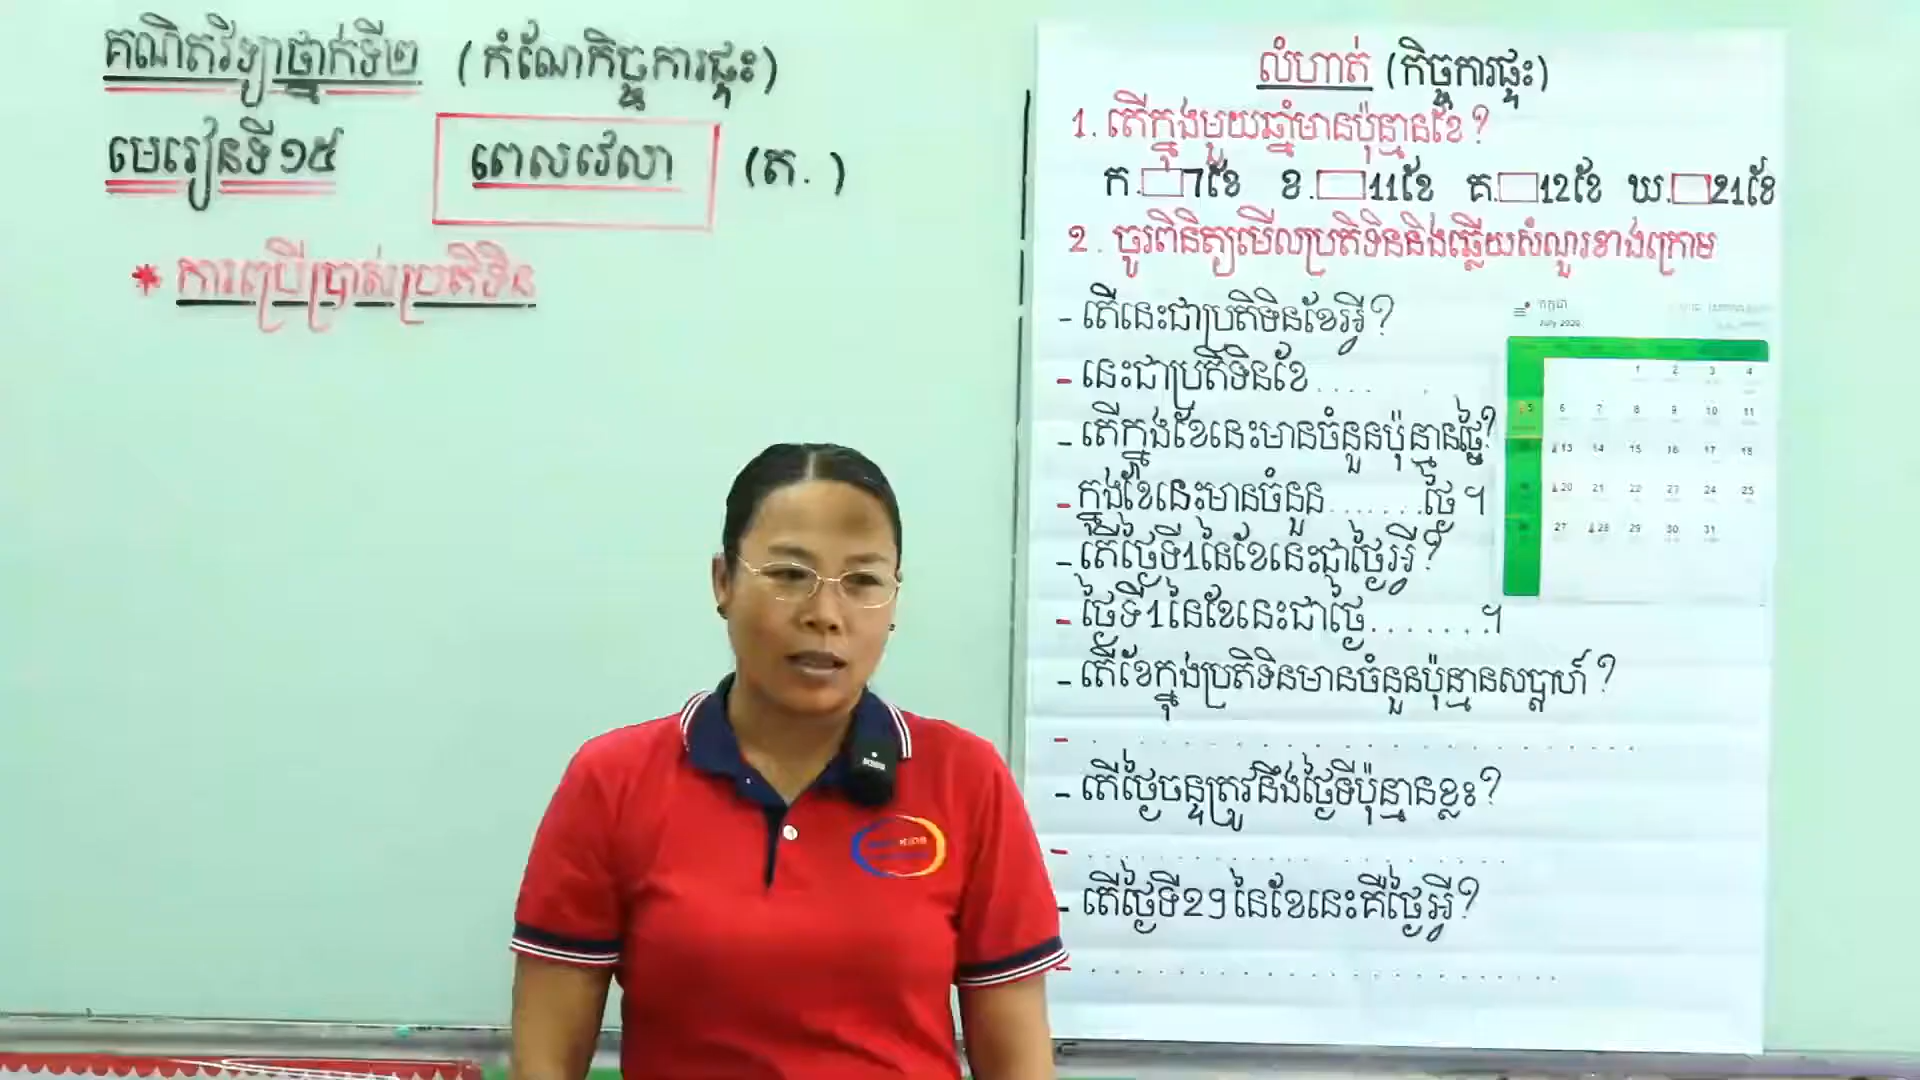 គណិតវិទ្យាថ្នាក់ទី២ (កំណែកិច្ចការផ្ទះ)
មេរៀនទី១៥ ពេលវេលា (ត. )
* ការប្រើប្រាស់ប្រតិទិន
លំហាត់ (កិច្ចការផ្ទះ)
1. តើក្នុងមួយឆ្នាំមានប៉ុន្មានខែ?
ក. 7ខែ ខ. 11ខែ គ. 12ខែ ឃ. 21ខែ
2. ចូរពិនិត្យមើលប្រតិទិននិងឆ្លើយសំណួរខាងក្រោម
- តើនេះជាប្រតិទិនខែអ្វី?
- នេះជាប្រតិទិនខែ....
- តើក្នុងខែនេះមានចំនួនប៉ុន្មានថ្ងៃ?
- ក្នុងខែនេះមានចំនួន.......ថ្ងៃ។
- តើថ្ងៃទី1នៃខែនេះជាថ្ងៃអ្វី?
- ថ្ងៃទី1នៃខែនេះជាថ្ងៃ.......។
- តើខែក្នុងប្រតិទិនមានចំនួនប៉ុន្មានសប្តាហ៍?
- តើថ្ងៃចន្ទត្រូវនឹងថ្ងៃទីប៉ុន្មានខ្លះ?
- តើថ្ងៃទី29នៃខែនេះគឺថ្ងៃអ្វី?
កក្កដា
July 2020
1 2 3 4
5 6 7 8 9 10 11
13 14 15 16 17 18
20 21 22 23 24 25
27 28 29 30 31